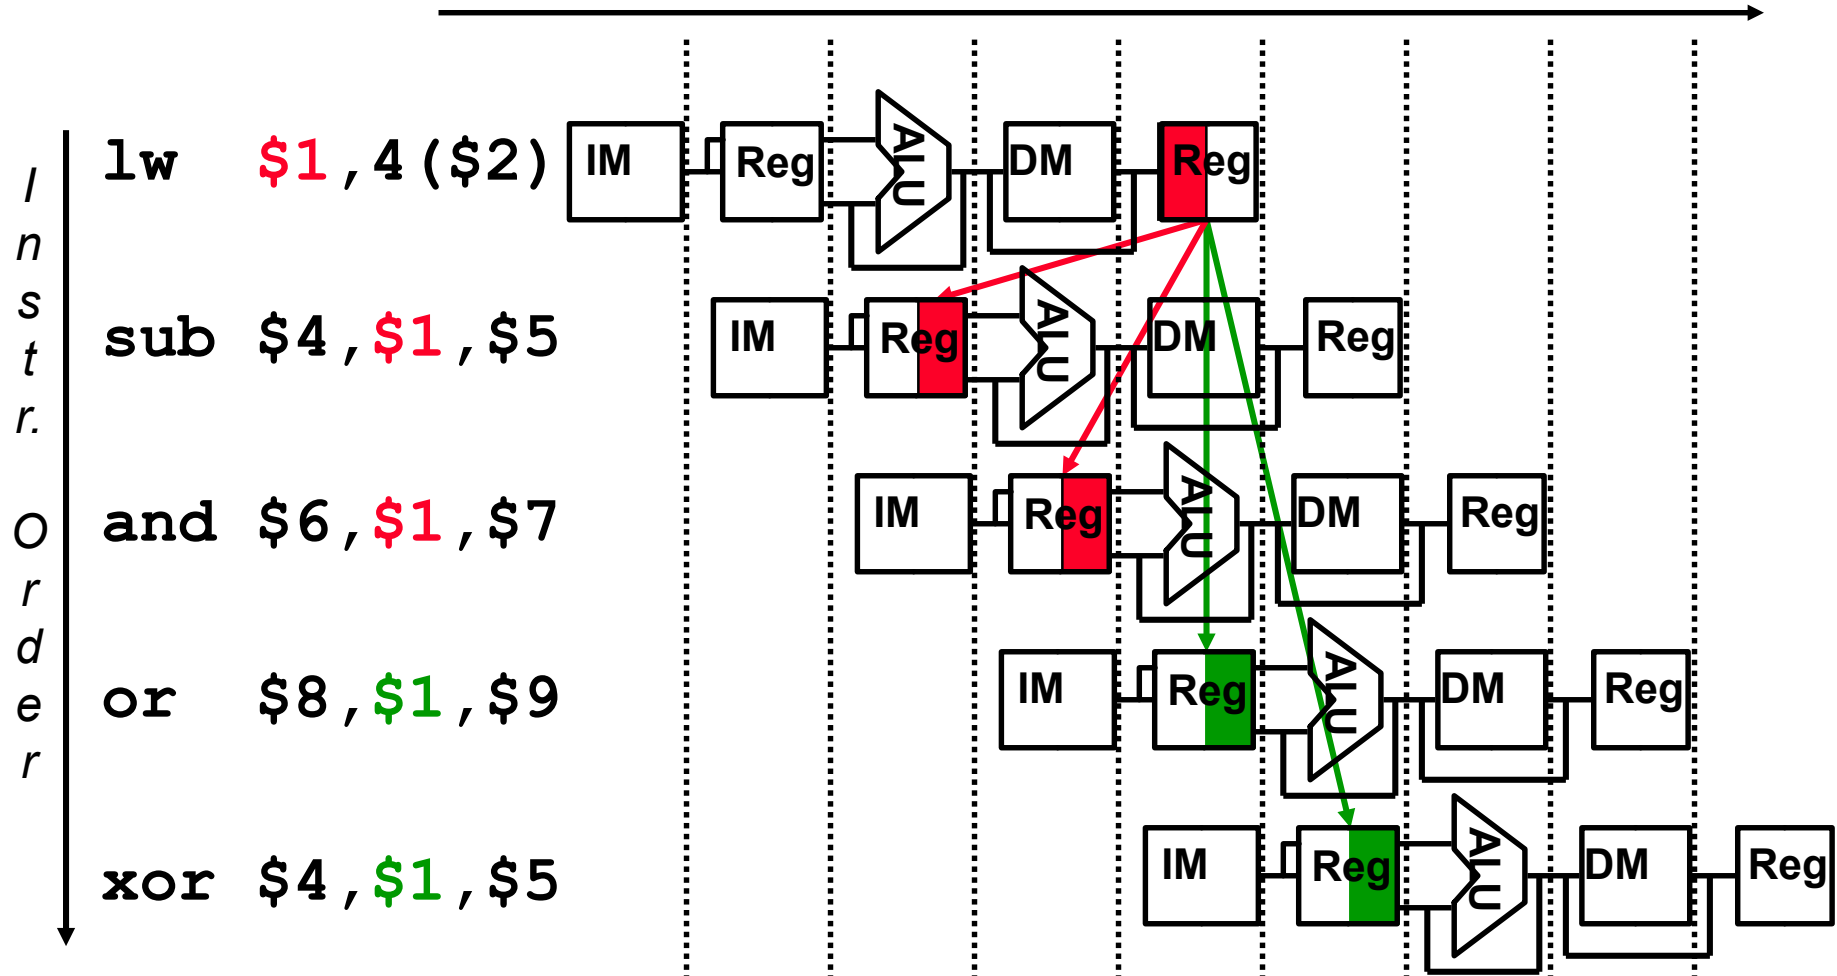 Instr. Order
lw $1,4($2) IM Reg ALU DM Reg
sub $4,$1,$5 IM Reg ALU DM Reg
and $6,$1,$7 IM Reg ALU DM Reg
or $8,$1,$9 IM Reg ALU DM Reg
xor $4,$1,$5 IM Reg ALU DM Reg